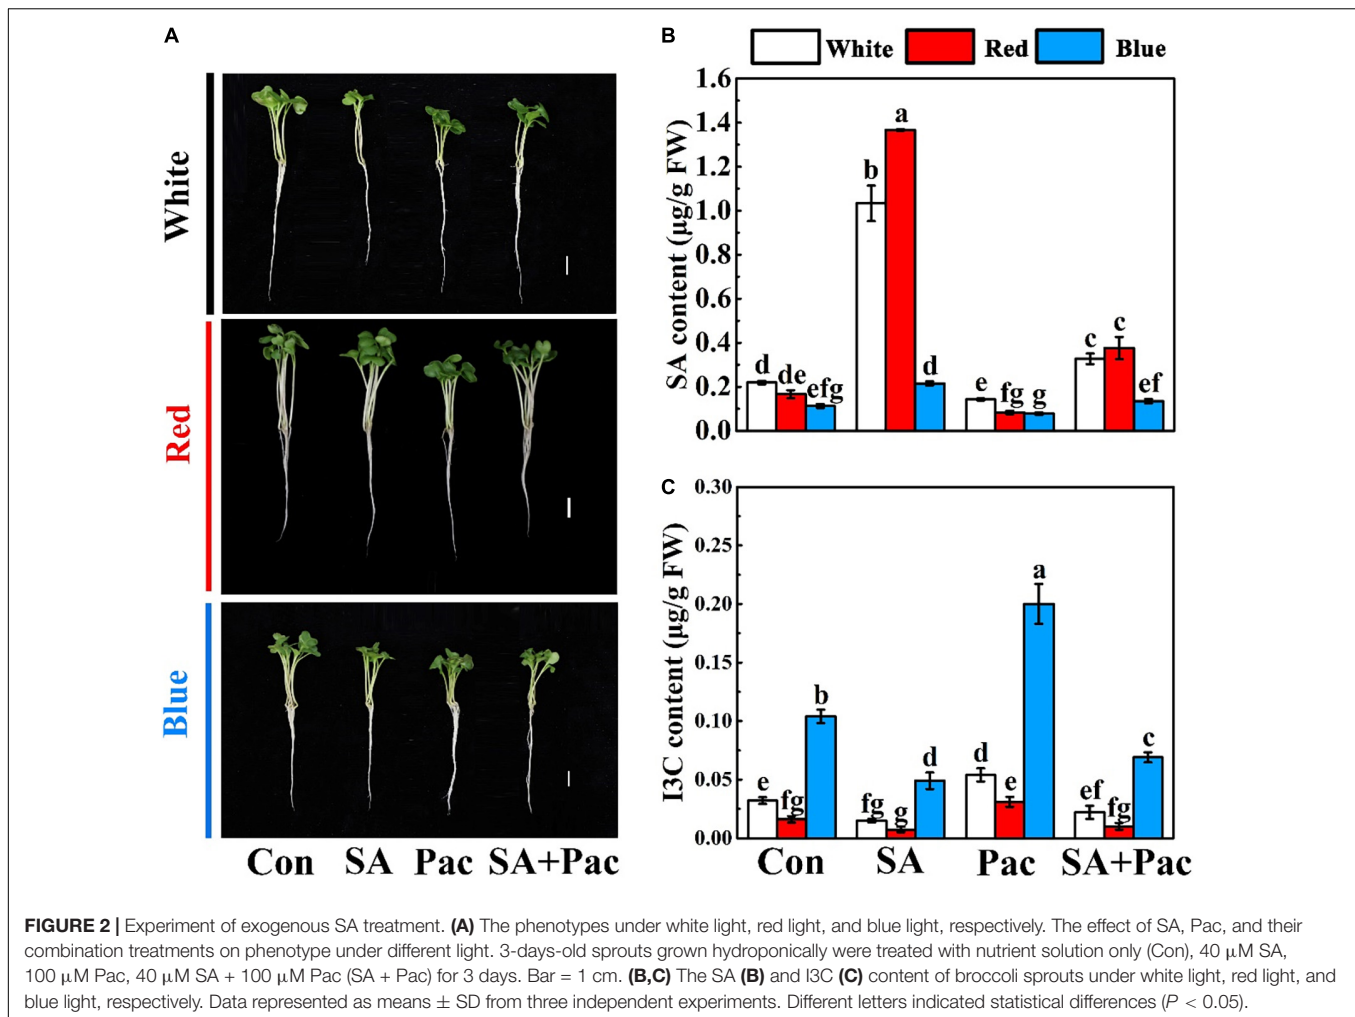 A
White
Red
Blue
Con SA Pac SA+Pac
B
White Red Blue
SA content (µg/g FW)
1.6
1.4
1.2
1.0
0.8
0.6
0.4
0.2
0.0
d de efg
b a d
e fg g
c c ef
C
I3C content (µg/g FW)
0.30
0.25
0.20
0.15
0.10
0.05
0.00
e fg b
fg g d
d e a
ef fg c
Con SA Pac SA+Pac
FIGURE 2 | Experiment of exogenous SA treatment. (A) The phenotypes under white light, red light, and blue light, respectively. The effect of SA, Pac, and their
combination treatments on phenotype under different light. 3-days-old sprouts grown hydroponically were treated with nutrient solution only (Con), 40 µM SA,
100 µM Pac, 40 µM SA + 100 µM Pac (SA + Pac) for 3 days. Bar = 1 cm. (B,C) The SA (B) and I3C (C) content of broccoli sprouts under white light, red light, and
blue light, respectively. Data represented as means ± SD from three independent experiments. Different letters indicated statistical differences (P < 0.05).